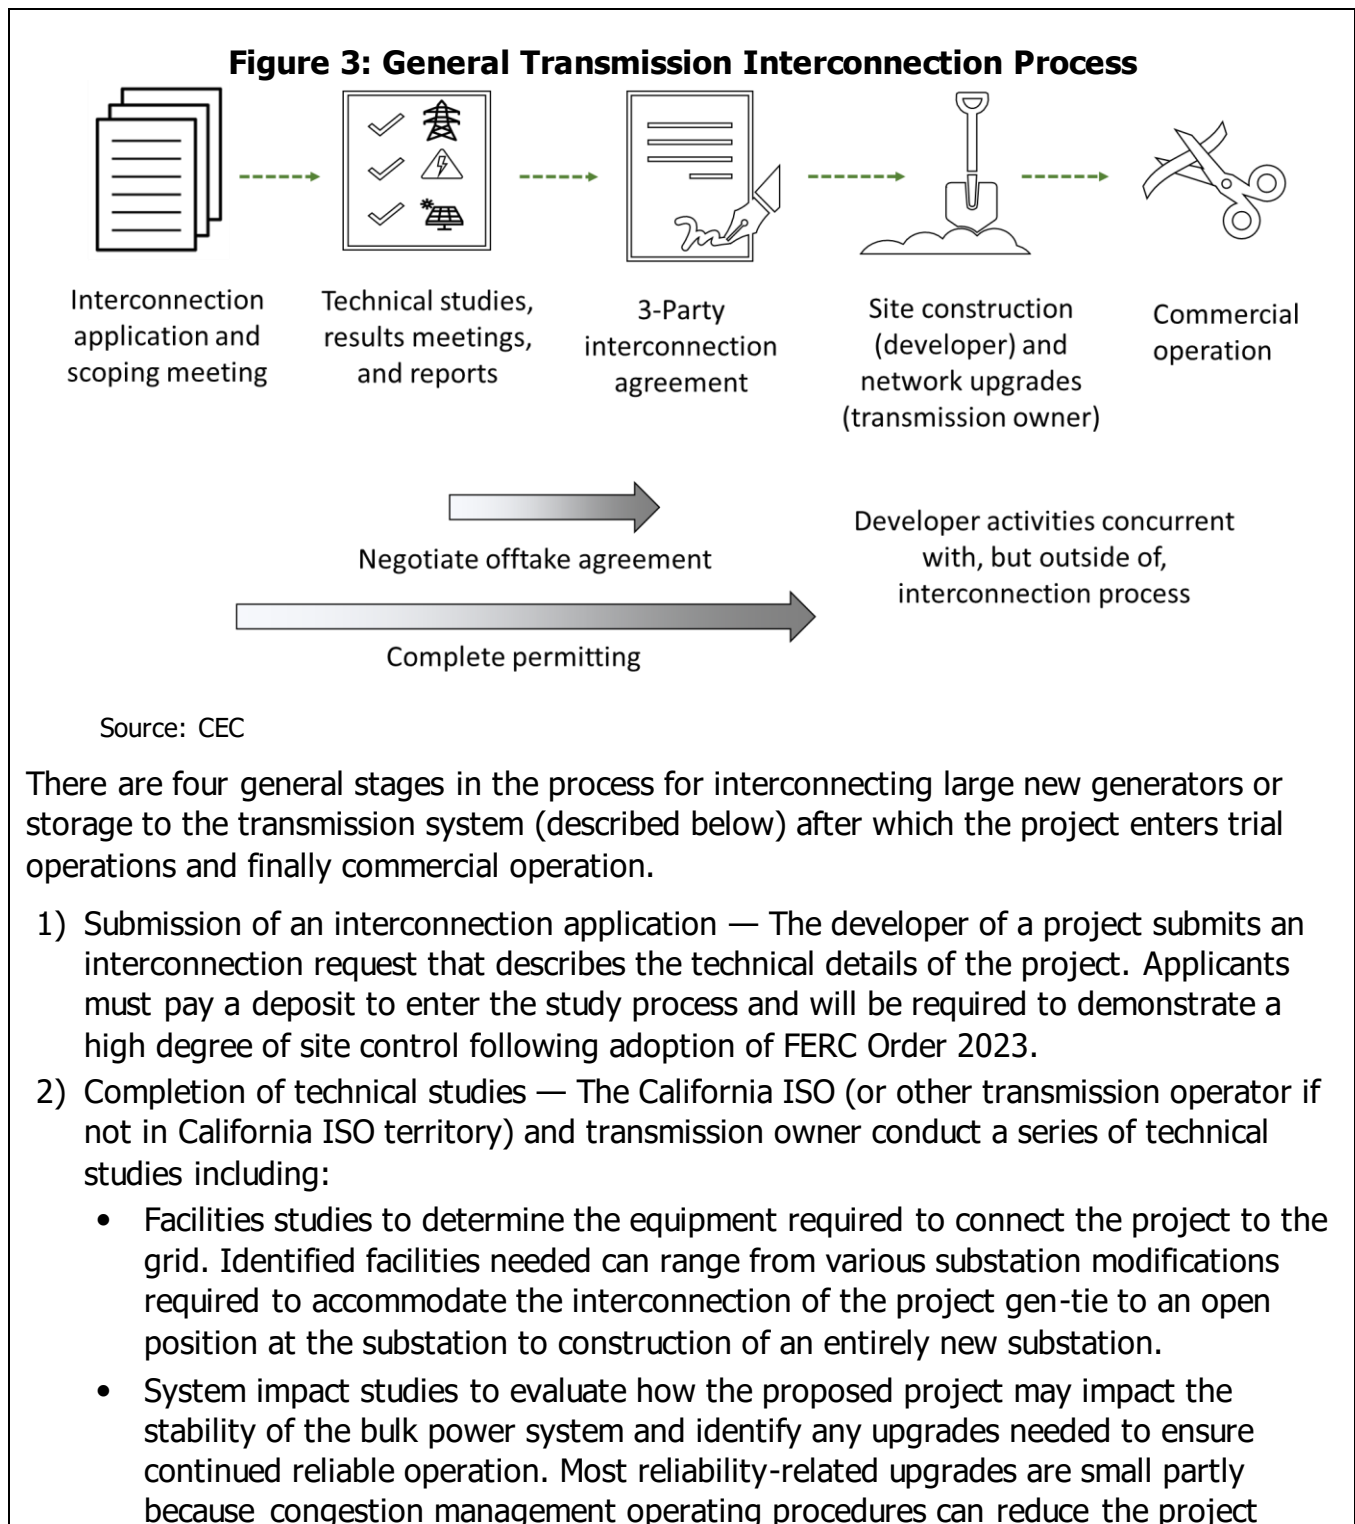 Figure 3: General Transmission Interconnection Process
Interconnection
application and
scoping meeting
Technical studies,
results meetings,
and reports
3-Party
interconnection
agreement
Site construction
(developer) and
network upgrades
(transmission owner)
Commercial
operation
Negotiate offtake agreement
Complete permitting
Developer activities concurrent
with, but outside of,
interconnection process
Source: CEC
There are four general stages in the process for interconnecting large new generators or
storage to the transmission system (described below) after which the project enters trial
operations and finally commercial operation.
1) Submission of an interconnection application — The developer of a project submits an
interconnection request that describes the technical details of the project. Applicants
must pay a deposit to enter the study process and will be required to demonstrate a
high degree of site control following adoption of FERC Order 2023.
2) Completion of technical studies — The California ISO (or other transmission operator if
not in California ISO territory) and transmission owner conduct a series of technical
studies including:
• Facilities studies to determine the equipment required to connect the project to the
grid. Identified facilities needed can range from various substation modifications
required to accommodate the interconnection of the project gen-tie to an open
position at the substation to construction of an entirely new substation.
• System impact studies to evaluate how the proposed project may impact the
stability of the bulk power system and identify any upgrades needed to ensure
continued reliable operation. Most reliability-related upgrades are small partly
because congestion management operating procedures can reduce the project